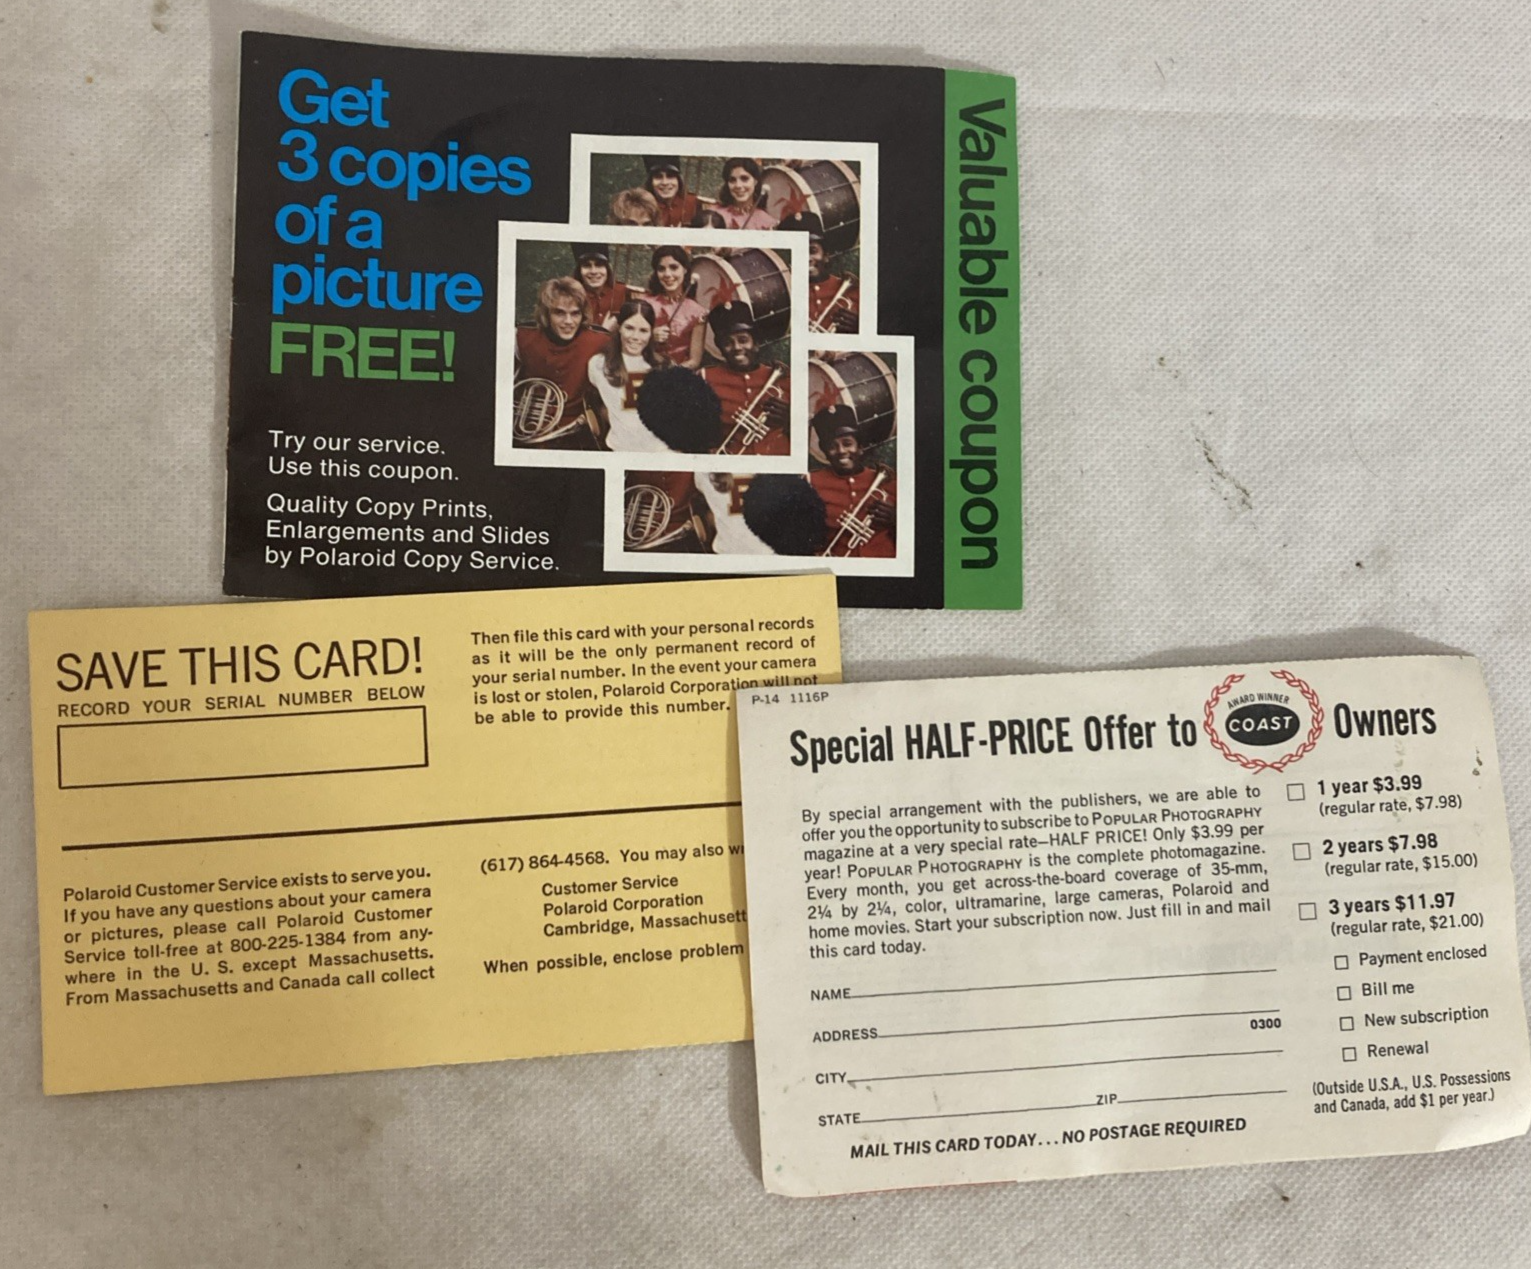 Get
3 copies
of a
picture
FREE!
Try our service.
Use this coupon.
Quality Copy Prints,
Enlargements and Slides
by Polaroid Copy Service.
Valuable coupon
SAVE THIS CARD!
RECORD YOUR SERIAL NUMBER BELOW
Then file this card with your personal records
as it will be the only permanent record of
your serial number. In the event your camera
is lost or stolen, Polaroid Corporation will not
be able to provide this number.
Polaroid Customer Service exists to serve you.
If you have any questions about your camera
or pictures, please call Polaroid Customer
Service toll-free at 800-225-1384 from any-
where in the U. S. except Massachusetts.
From Massachusetts and Canada call collect
(617) 864-4568. You may also
Customer Service
Polaroid Corporation
Cambridge, Massachusett
When possible, enclose problem
P-14 1116P
Special HALF-PRICE Offer to AWARD WINNER COAST Owners
By special arrangement with the publishers, we are able to
offer you the opportunity to subscribe to POPULAR PHOTOGRAPHY
magazine at a very special rate—HALF PRICE! Only $3.99 per
year! POPULAR PHOTOGRAPHY is the complete photomagazine.
Every month, you get across-the-board coverage of 35-mm,
2¼ by 2¼, color, ultramarine, large cameras, Polaroid and
home movies. Start your subscription now. Just fill in and mail
this card today.
NAME
ADDRESS 0300
CITY
STATE ZIP
MAIL THIS CARD TODAY...NO POSTAGE REQUIRED
1 year $3.99
(regular rate, $7.98)
2 years $7.98
(regular rate, $15.00)
3 years $11.97
(regular rate, $21.00)
Payment enclosed
Bill me
New subscription
Renewal
(Outside U.S.A., U.S. Possessions
and Canada, add $1 per year.)